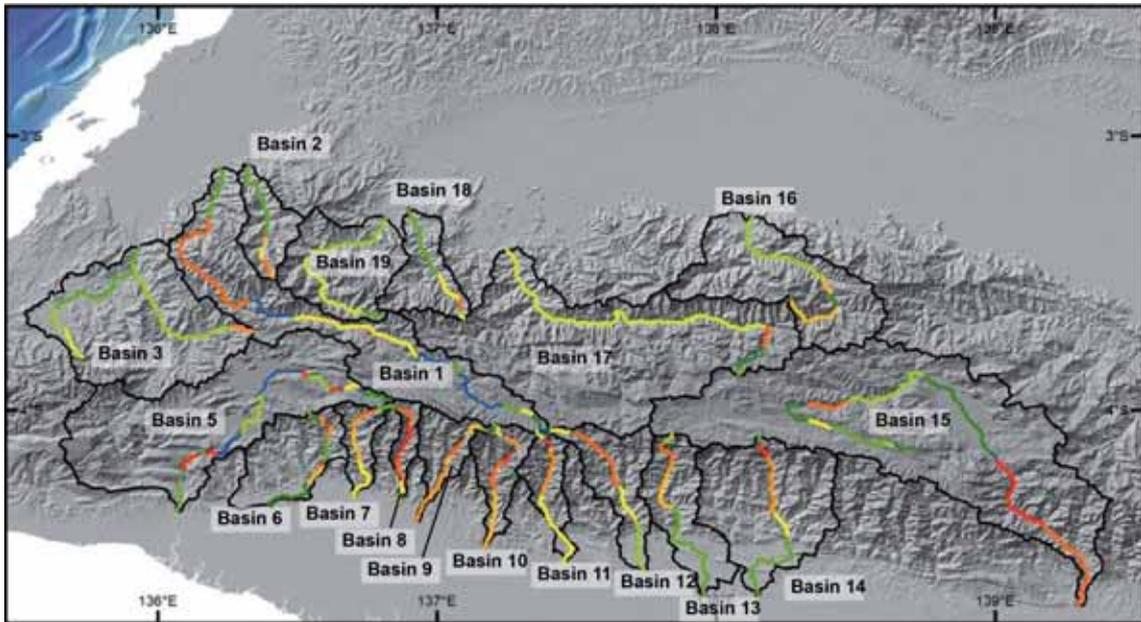 136°E
137°E
138°E
139°E
3°S
3°S
Basin 2
Basin 18
Basin 16
Basin 19
Basin 3
Basin 17
Basin 1
4°S
Basin 5
Basin 15
Basin 6
Basin 7
Basin 8
Basin 9
Basin 10
Basin 11
Basin 12
Basin 13
Basin 14
136°E
137°E
139°E